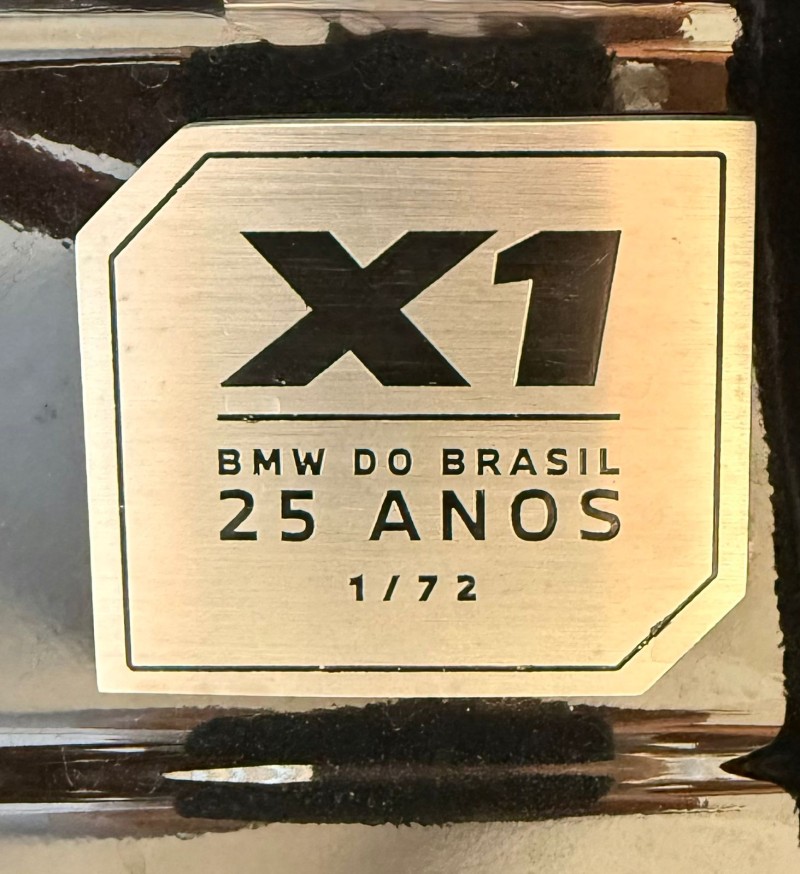 X1
BMW DO BRASIL
25 ANOS
1/72